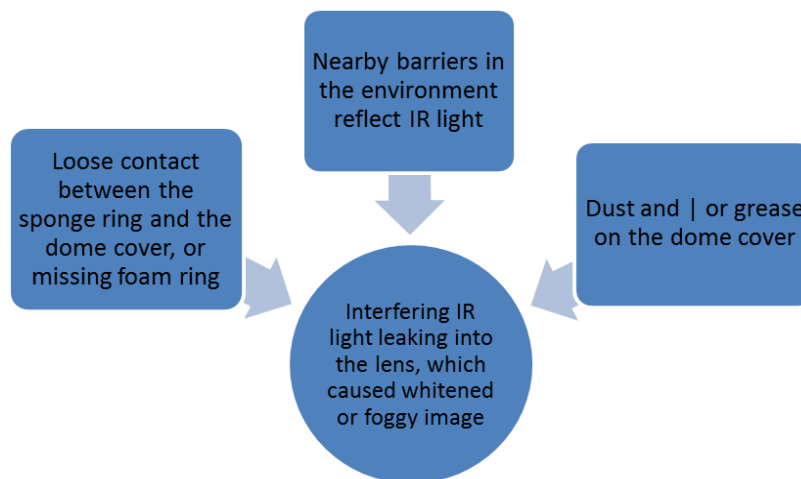 Nearby barriers in
the environment
reflect IR light
Loose contact
between the
sponge ring and the
dome cover, or
missing foam ring
Dust and | or grease
on the dome cover
Interfering IR
light leaking into
the lens, which
caused whitened
or foggy image